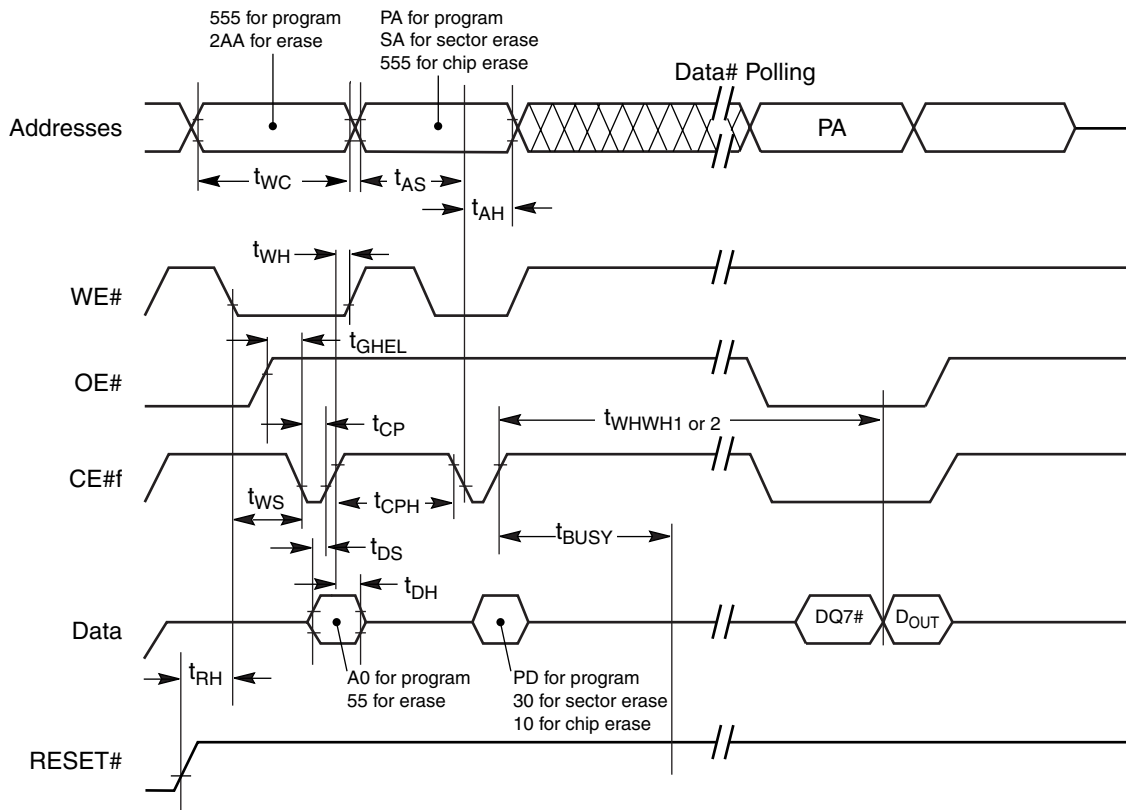 555 for program
2AA for erase
PA for program
SA for sector erase
555 for chip erase
Data# Polling
Addresses
PA
tWC
tAS
tAH
tWH
WE#
tGHEL
OE#
tWHWH1 or 2
tCP
CE#f
tWS
tCPH
tBUSY
tDS
tDH
Data
DQ7#
DOUT
tRH
A0 for program
55 for erase
PD for program
30 for sector erase
10 for chip erase
RESET#